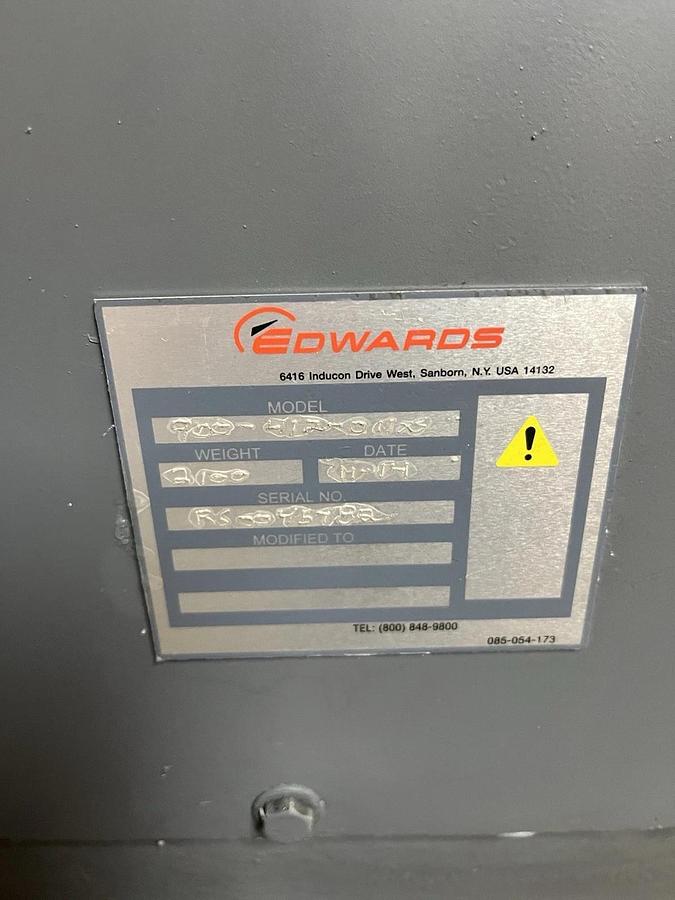 EDWARDS
6416 Inducon Drive West, Sanborn, N.Y. USA 14132
MODEL
WEIGHT DATE
2100
SERIAL NO.
MODIFIED TO
TEL: (800) 848-9800
085-054-173